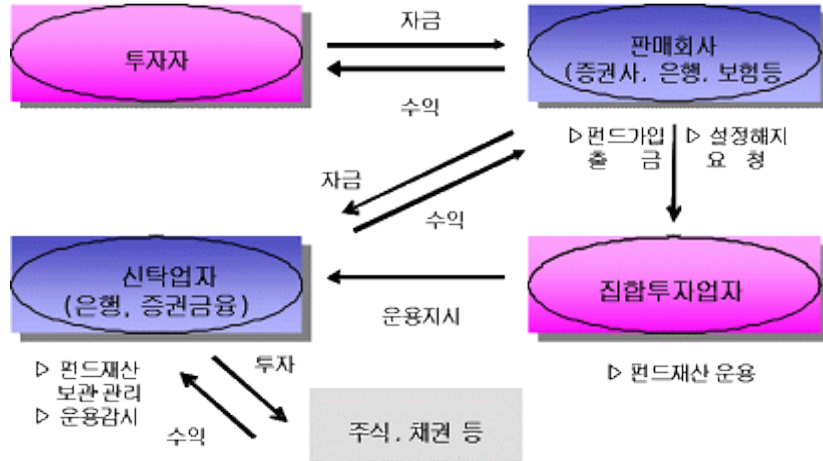 자금
투자자
판매회사
(증권사, 은행, 보험등
수익
▷펀드가입
출 금
▷ 설정해지
요 청
자금
수익
신탁업자
(은행, 증권금융)
집합투자업자
운용지시
▷ 펀드재산
보관 관리
▷ 운용감시
투자
▷ 펀드재산 운용
수익
주식, 채권 등